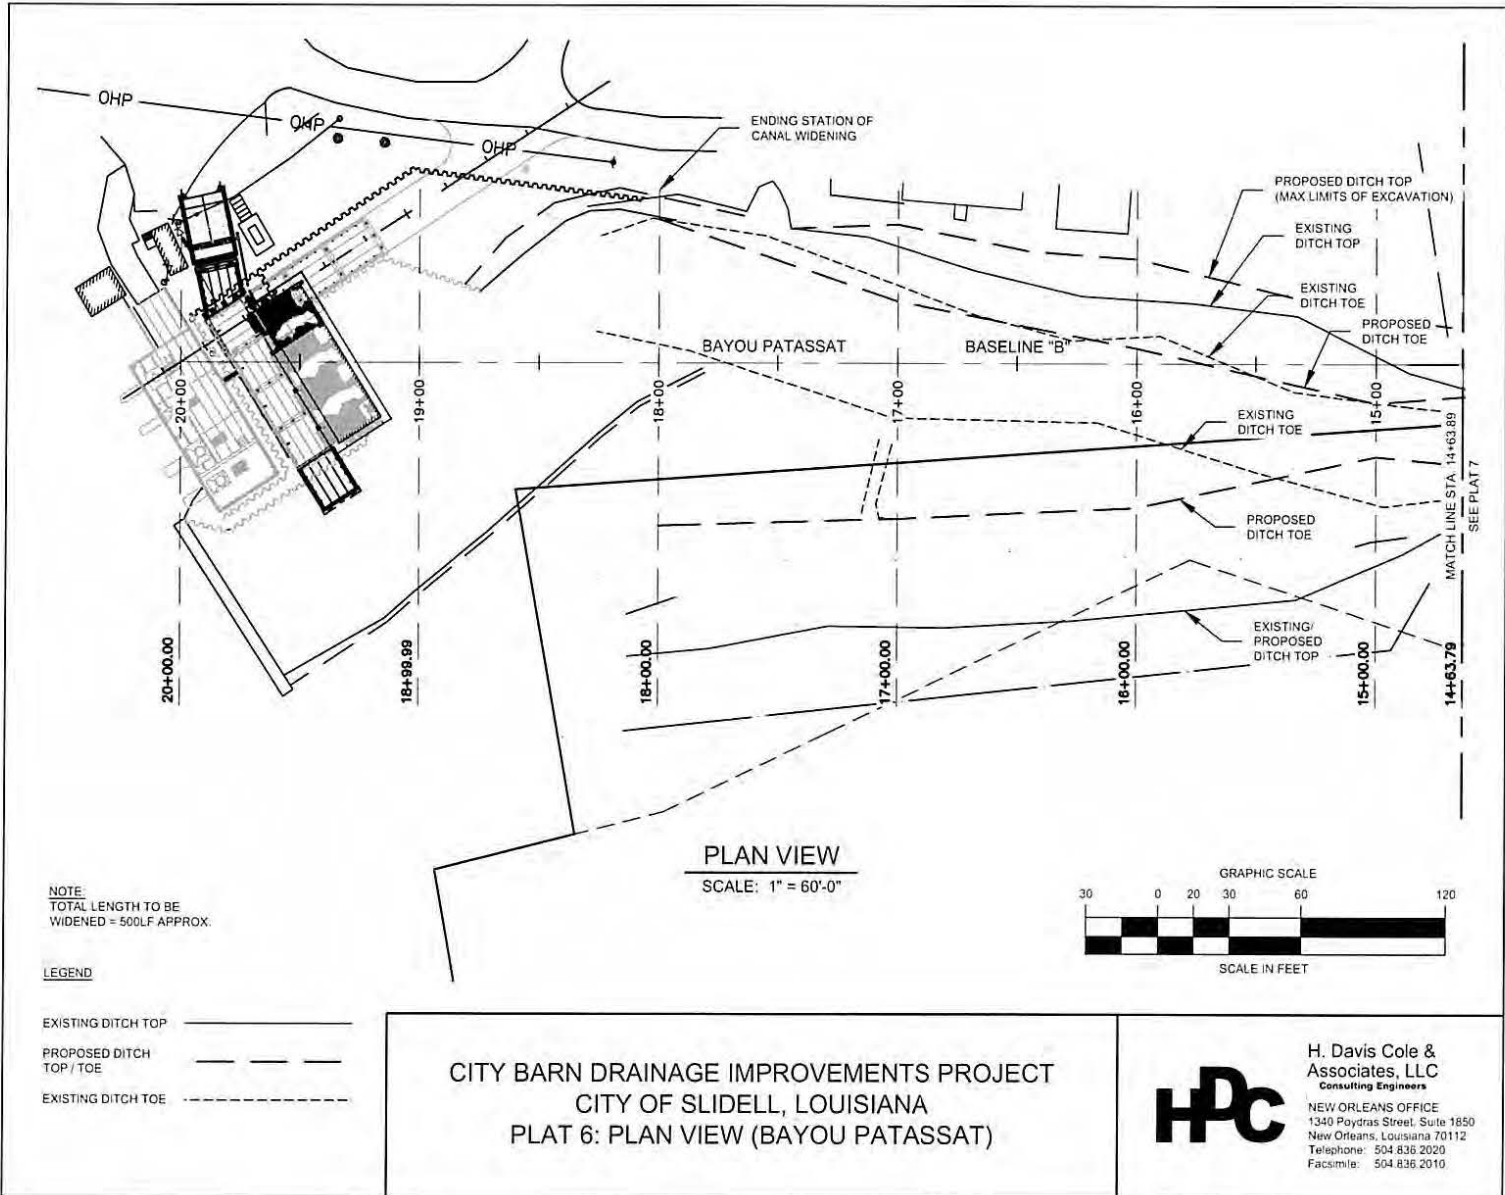 OHP
OHP
OHP
ENDING STATION OF
CANAL WIDENING
PROPOSED DITCH TOP
(MAX LIMITS OF EXCAVATION)
EXISTING
DITCH TOP
EXISTING
DITCH TOE
PROPOSED
DITCH TOE
BAYOU PATASSAT
BASELINE "B"
20+00
19+00
18+00
17+00
16+00
15+00
EXISTING
DITCH TOE
PROPOSED
DITCH TOE
EXISTING/
PROPOSED
DITCH TOP
MATCH LINE STA. 14+63.89
SEE PLAT 7
20+00.00
18+99.99
18+00.00
17+00.00
16+00.00
15+00.00
14+63.79
PLAN VIEW
SCALE: 1" = 60'-0"
GRAPHIC SCALE
30 0 20 30 60 120
SCALE IN FEET
NOTE:
TOTAL LENGTH TO BE
WIDENED = 500LF APPROX.
LEGEND
EXISTING DITCH TOP
PROPOSED DITCH
TOP / TOE
EXISTING DITCH TOE
CITY BARN DRAINAGE IMPROVEMENTS PROJECT
CITY OF SLIDELL, LOUISIANA
PLAT 6: PLAN VIEW (BAYOU PATASSAT)
HDC
H. Davis Cole &
Associates, LLC
Consulting Engineers
NEW ORLEANS OFFICE
1340 Poydras Street, Suite 1850
New Orleans, Louisiana 70112
Telephone: 504.836.2020
Facsimile: 504.836.2010